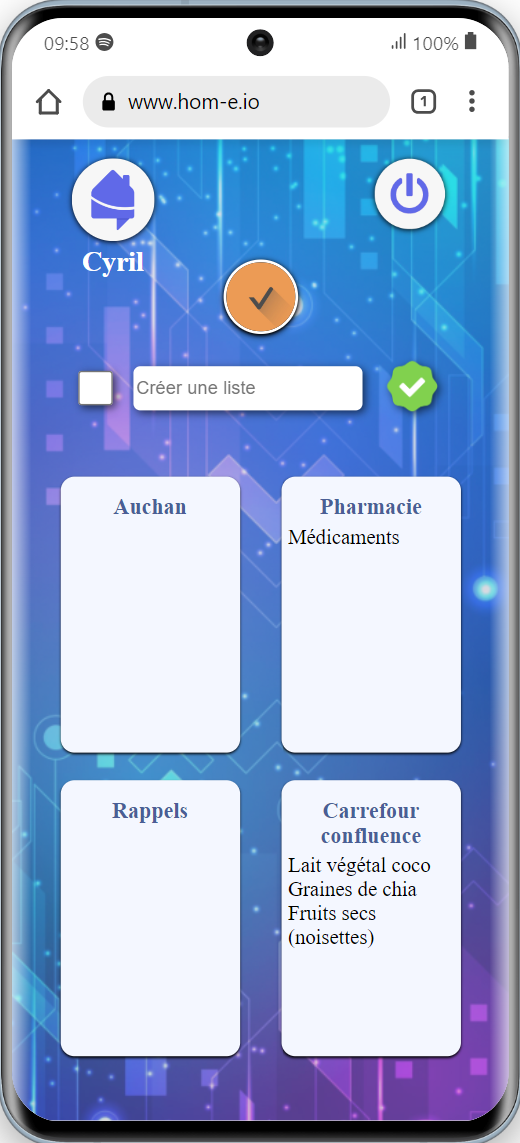 09:58 100%
www.hom-e.io 1
Cyril
Créer une liste
Auchan
Pharmacie
Médicaments
Rappels
Carrefour
confluence
Lait végétal coco
Graines de chia
Fruits secs
(noisettes)